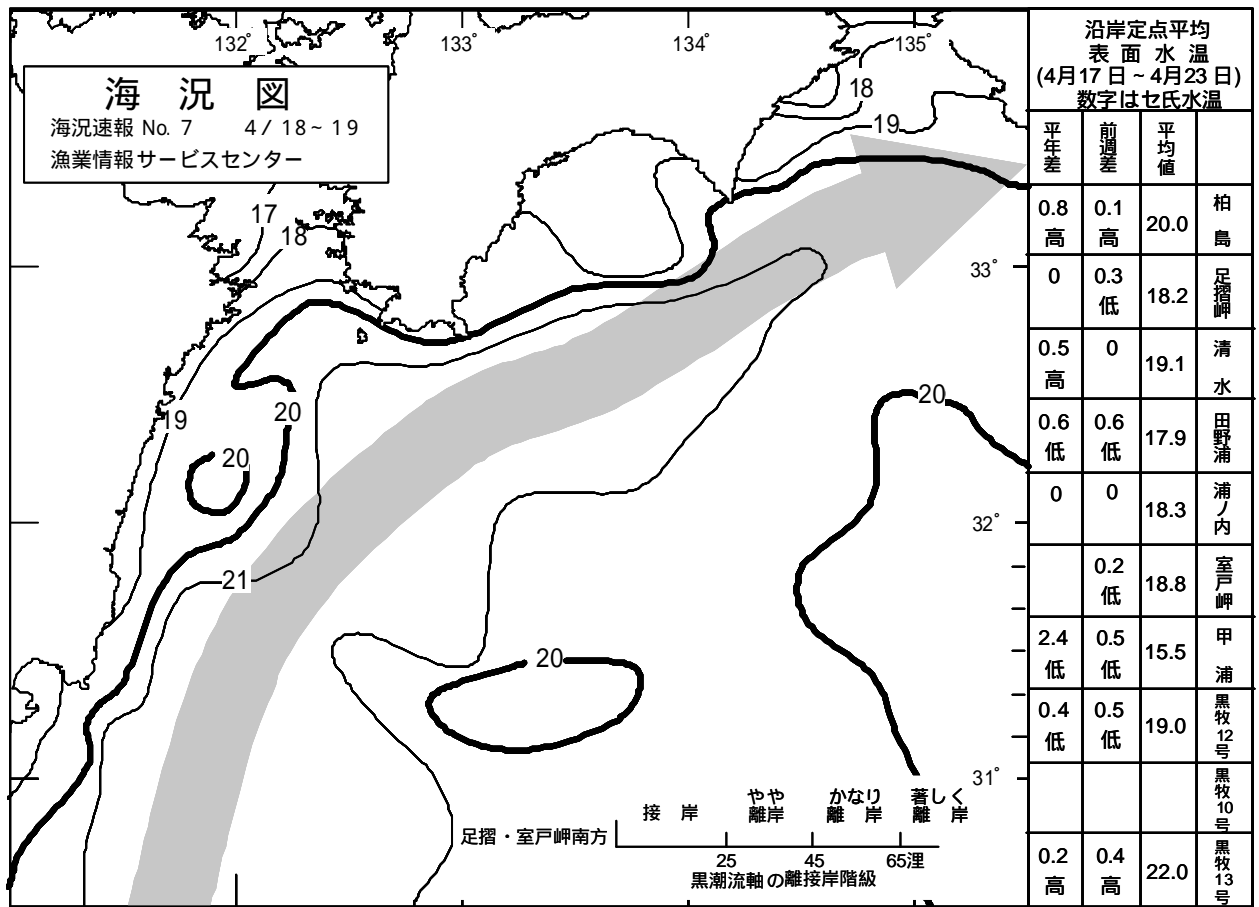 海況図
海況速報 No. 7 4/18~19
漁業情報サービスセンター
132°
133°
134°
135°
18
19
17
18
33°
19
20
20
20
32°
21
20
31°
接岸
やや離岸
かなり離岸
著しく離岸
足摺・室戸岬南方
25
45
65浬
黒潮流軸の離接岸階級
沿岸定点平均
表面水温
(4月17日~4月23日)
数字はセ氏水温
平年差 前週差 平均値
0.8高 0.1高 20.0 柏島
0 0.3低 18.2 足摺岬
0.5高 0 19.1 清水
0.6低 0.6低 17.9 田野浦
0 0 18.3 浦ノ内
0.2低 18.8 室戸岬
2.4低 0.5低 15.5 甲浦
0.4低 0.5低 19.0 黒牧12号
黒牧10号
0.2高 0.4高 22.0 黒牧13号